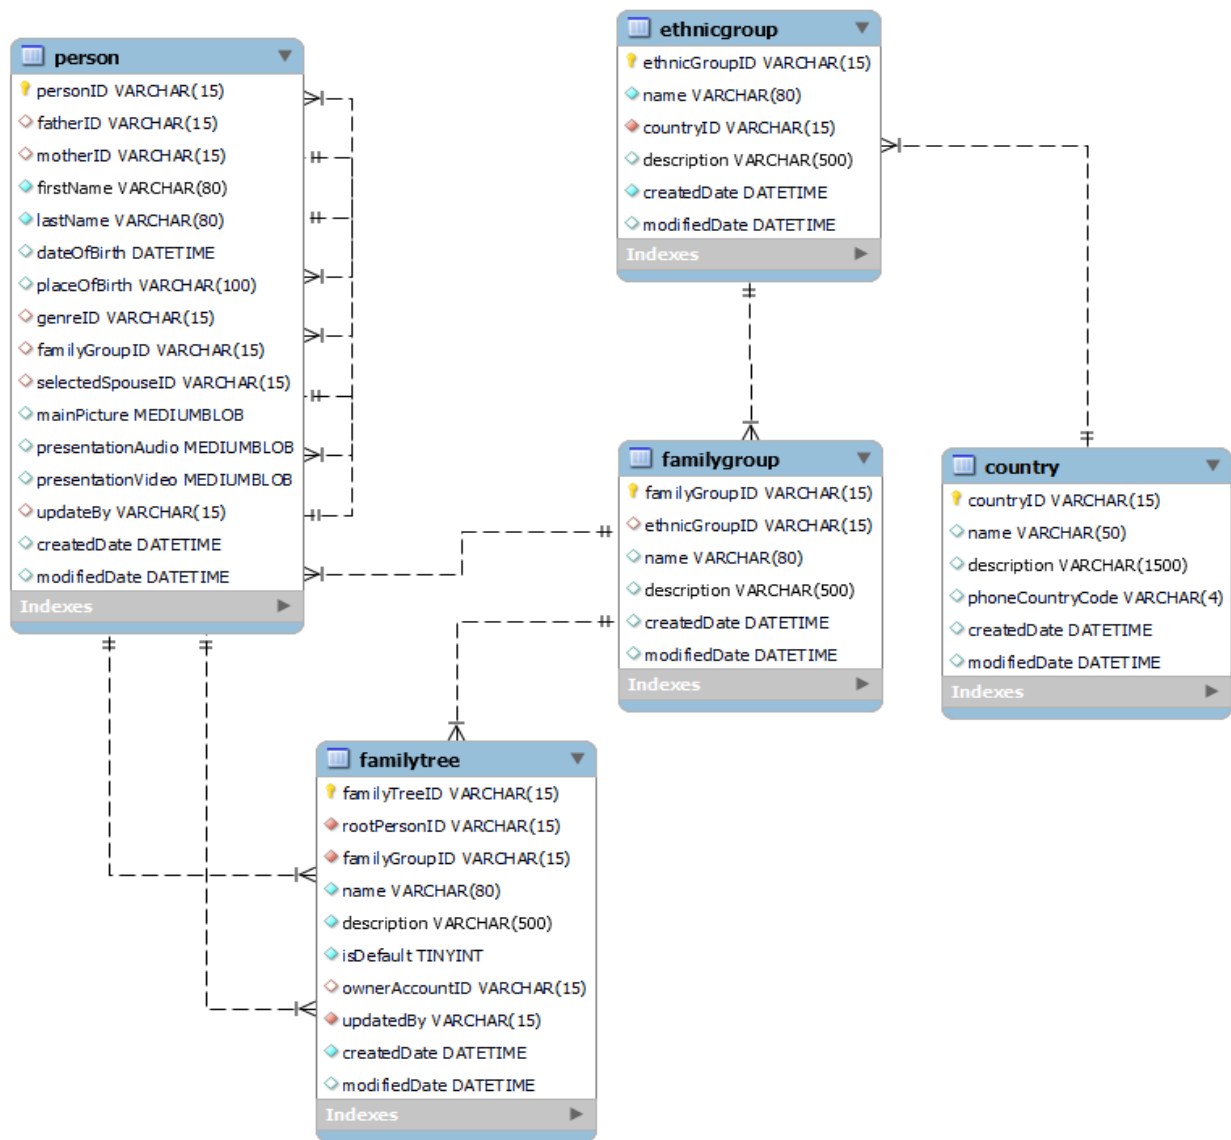 person
personID VARCHAR(15)
fatherID VARCHAR(15)
motherID VARCHAR(15)
firstName VARCHAR(80)
lastName VARCHAR(80)
dateOfBirth DATETIME
placeOfBirth VARCHAR(100)
genreID VARCHAR(15)
familyGroupID VARCHAR(15)
selectedSpouseID VARCHAR(15)
mainPicture MEDIUMBLOB
presentationAudio MEDIUMBLOB
presentationVideo MEDIUMBLOB
updateBy VARCHAR(15)
createdDate DATETIME
modifiedDate DATETIME
Indexes
ethnicgroup
ethnicGroupID VARCHAR(15)
name VARCHAR(80)
countryID VARCHAR(15)
description VARCHAR(500)
createdDate DATETIME
modifiedDate DATETIME
Indexes
familygroup
familyGroupID VARCHAR(15)
ethnicGroupID VARCHAR(15)
name VARCHAR(80)
description VARCHAR(500)
createdDate DATETIME
modifiedDate DATETIME
Indexes
country
countryID VARCHAR(15)
name VARCHAR(50)
description VARCHAR(1500)
phoneCountryCode VARCHAR(4)
createdDate DATETIME
modifiedDate DATETIME
Indexes
familytree
familyTreeID VARCHAR(15)
rootPersonID VARCHAR(15)
familyGroupID VARCHAR(15)
name VARCHAR(80)
description VARCHAR(500)
isDefault TINYINT
ownerAccountID VARCHAR(15)
updatedBy VARCHAR(15)
createdDate DATETIME
modifiedDate DATETIME
Indexes